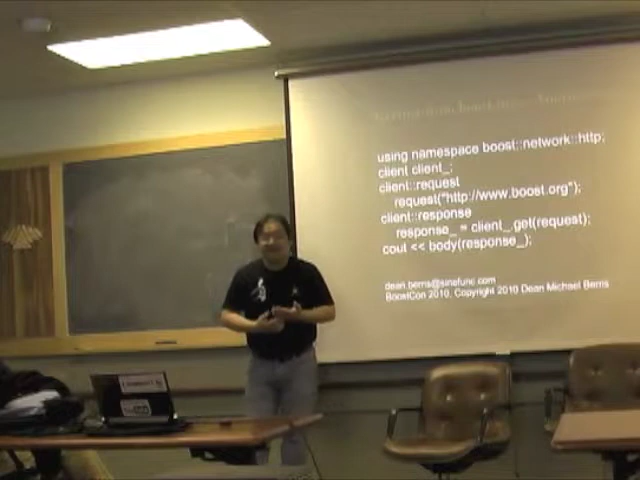 using namespace boost::network::http;
client client_;
client::request
request("http://www.boost.org");
client::response
response_ = client_.get(request);
cout << body(response_);
dean.berris@sinefunc.com
BoostCon 2010, Copyright 2010 Dean Michael Berris